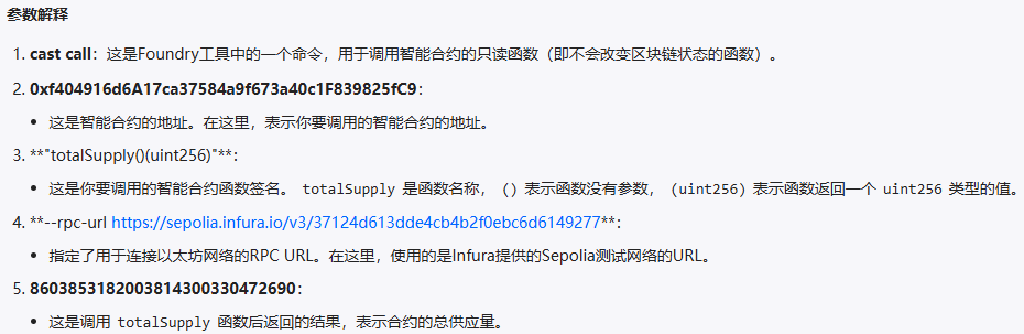 参数解释
1. cast call：这是Foundry工具中的一个命令，用于调用智能合约的只读函数（即不会改变区块链状态的函数）。
2. 0xf404916d6A17ca37584a9f673a40c1F839825fC9：
• 这是智能合约的地址。在这里，表示你要调用的智能合约的地址。
3. **"totalSupply()(uint256)"**：
• 这是你要调用的智能合约函数签名。 totalSupply 是函数名称，（）表示函数没有参数，（uint256）表示函数返回一个 uint256 类型的值。
4. **--rpc-url https://sepolia.infura.io/v3/37124d613dde4cb4b2f0ebc6d6149277**：
• 指定了用于连接以太坊网络的RPC URL。在这里，使用的是Infura提供的Sepolia测试网络的URL。
5. 8603853182003814300330472690：
• 这是调用 totalSupply 函数后返回的结果，表示合约的总供应量。